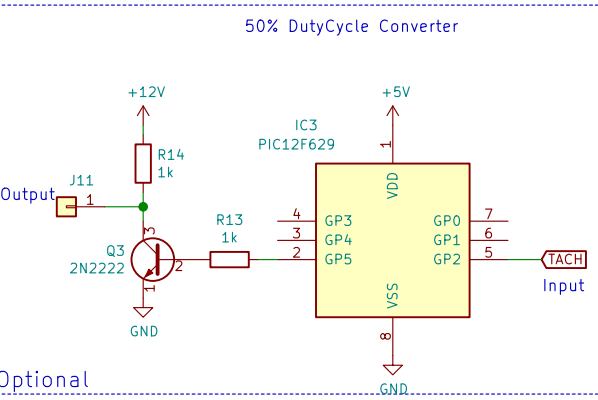 50% DutyCycle Converter
+12V
+5V
IC3
PIC12F629
R14
1k
J11
Output
1
1
VDD
R13
1k
4
GP3
GP0
7
3
GP4
GP1
6
2
GP5
GP2
5
TACH
Input
Q3
2N2222
3
2
1
VSS
8
GND
GND
Optional